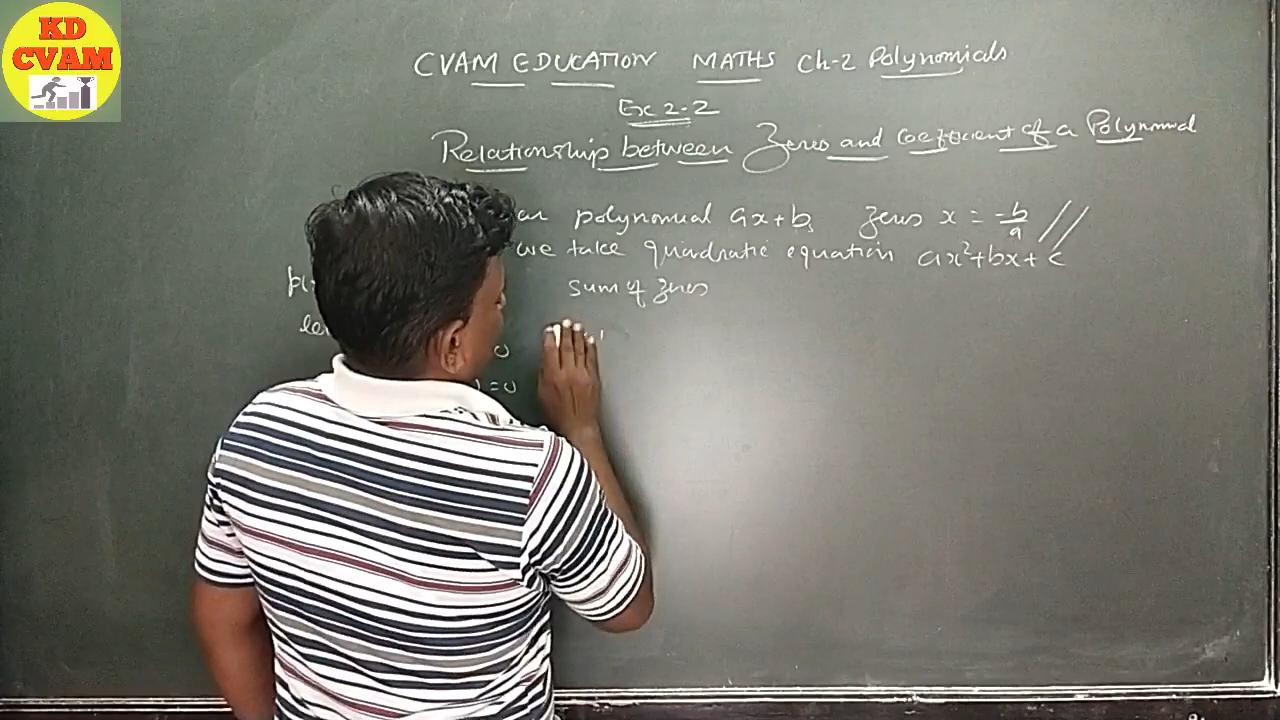 KD
CVAM
CVAM EDUCATION MATHS Ch-2 Polynomials
Ex 2.2
Relationship between Zeros and Coefficient of a Polynomial
polynomial ax+b, zeros x = -b/a //
we take quadratic equation ax²+bx+c
Sum of zeros
= 0